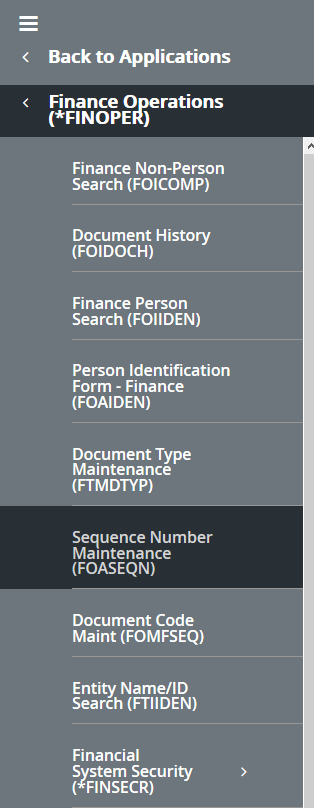 Back to Applications
Finance Operations
(*FINOPER)
Finance Non-Person
Search (FOICOMP)
Document History
(FOIDOCH)
Finance Person
Search (FOIIDEN)
Person Identification
Form - Finance
(FOAIDEN)
Document Type
Maintenance
(FTMDTYP)
Sequence Number
Maintenance
(FOASEQN)
Document Code
Maint (FOMFSEQ)
Entity Name/ID
Search (FTIIDEN)
Financial
System Security
(*FINSECR)